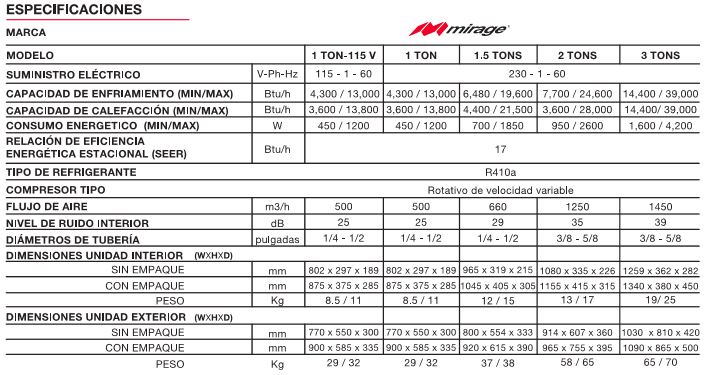 ESPECIFICACIONES
MARCA mirage®
MODELO 1 TON-115 V 1 TON 1.5 TONS 2 TONS 3 TONS
SUMINISTRO ELÉCTRICO V-Ph-Hz 115 - 1 - 60 230 - 1 - 60
CAPACIDAD DE ENFRIAMIENTO (MIN/MAX) Btu/h 4,300 / 13,000 4,300 / 13,000 6,480 / 19,600 7,700 / 24,600 14,400 / 39,000
CAPACIDAD DE CALEFACCIÓN (MIN/MAX) Btu/h 3,600 / 13,800 3,600 / 13,800 4,400 / 21,500 3,600 / 28,000 14,400/ 39,000
CONSUMO ENERGETICO (MIN/MAX) W 450 / 1200 450 / 1200 700 / 1850 950 / 2600 1,600 / 4,200
RELACIÓN DE EFICIENCIA
ENERGÉTICA ESTACIONAL (SEER) Btu/h 17
TIPO DE REFRIGERANTE R410a
COMPRESOR TIPO Rotativo de velocidad variable
FLUJO DE AIRE m3/h 500 500 660 1250 1450
NIVEL DE RUIDO INTERIOR dB 25 25 29 35 39
DIÁMETROS DE TUBERÍA pulgadas 1/4 - 1/2 1/4 - 1/2 1/4 - 1/2 3/8 - 5/8 3/8 - 5/8
DIMENSIONES UNIDAD INTERIOR (WXHXD)
SIN EMPAQUE mm 802 x 297 x 189 802 x 297 x 189 965 x 319 x 215 1080 x 335 x 226 1259 x 362 x 282
CON EMPAQUE mm 875 x 375 x 285 875 x 375 x 285 1045 x 405 x 305 1155 x 415 x 315 1340 x 380 x 450
PESO Kg 8.5 / 11 8.5 / 11 12 / 15 13 / 17 19/ 25
DIMENSIONES UNIDAD EXTERIOR (WXHXD)
SIN EMPAQUE mm 770 x 550 x 300 770 x 550 x 300 800 x 554 x 333 914 x 607 x 360 1030 x 810 x 420
CON EMPAQUE mm 900 x 585 x 335 900 x 585 x 335 920 x 615 x 390 965 x 755 x 395 1090 x 865 x 500
PESO Kg 29 / 32 29 / 32 37 / 38 58 / 65 65 / 70